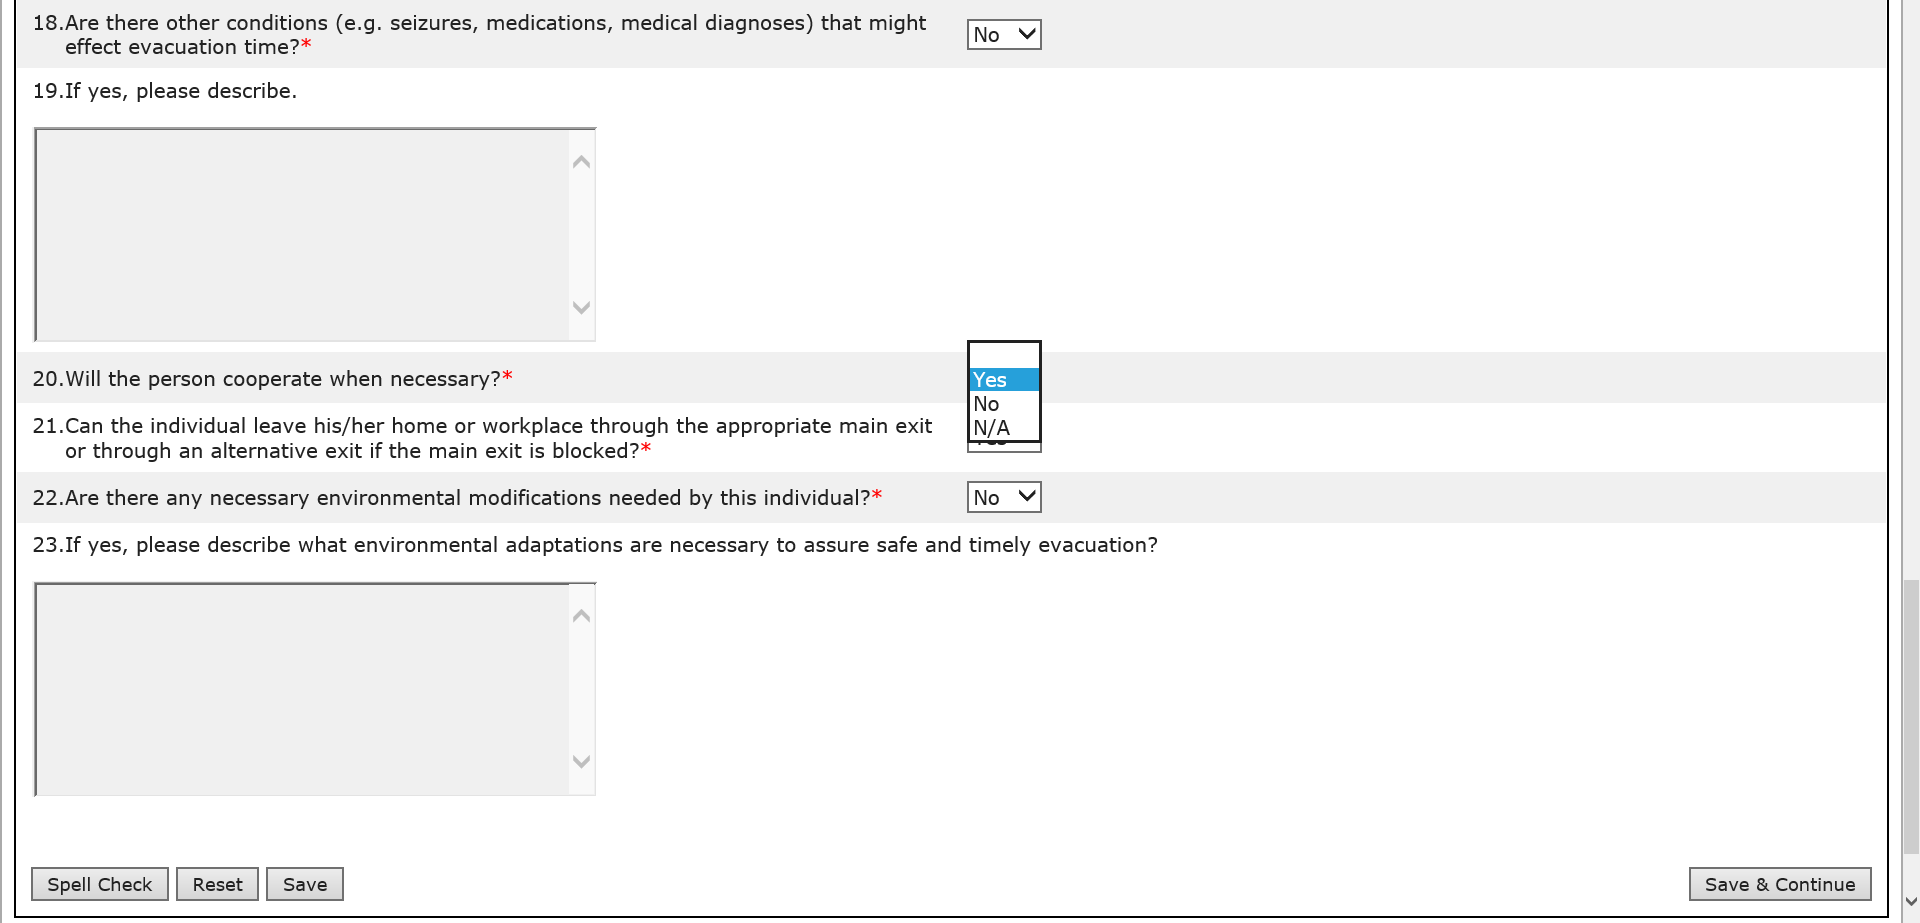 18.Are there other conditions (e.g. seizures, medications, medical diagnoses) that might
effect evacuation time?*
No
19.If yes, please describe.
20.Will the person cooperate when necessary?*
Yes
No
N/A
21.Can the individual leave his/her home or workplace through the appropriate main exit
or through an alternative exit if the main exit is blocked?*
22.Are there any necessary environmental modifications needed by this individual?*
No
23.If yes, please describe what environmental adaptations are necessary to assure safe and timely evacuation?
Spell Check
Reset
Save
Save & Continue